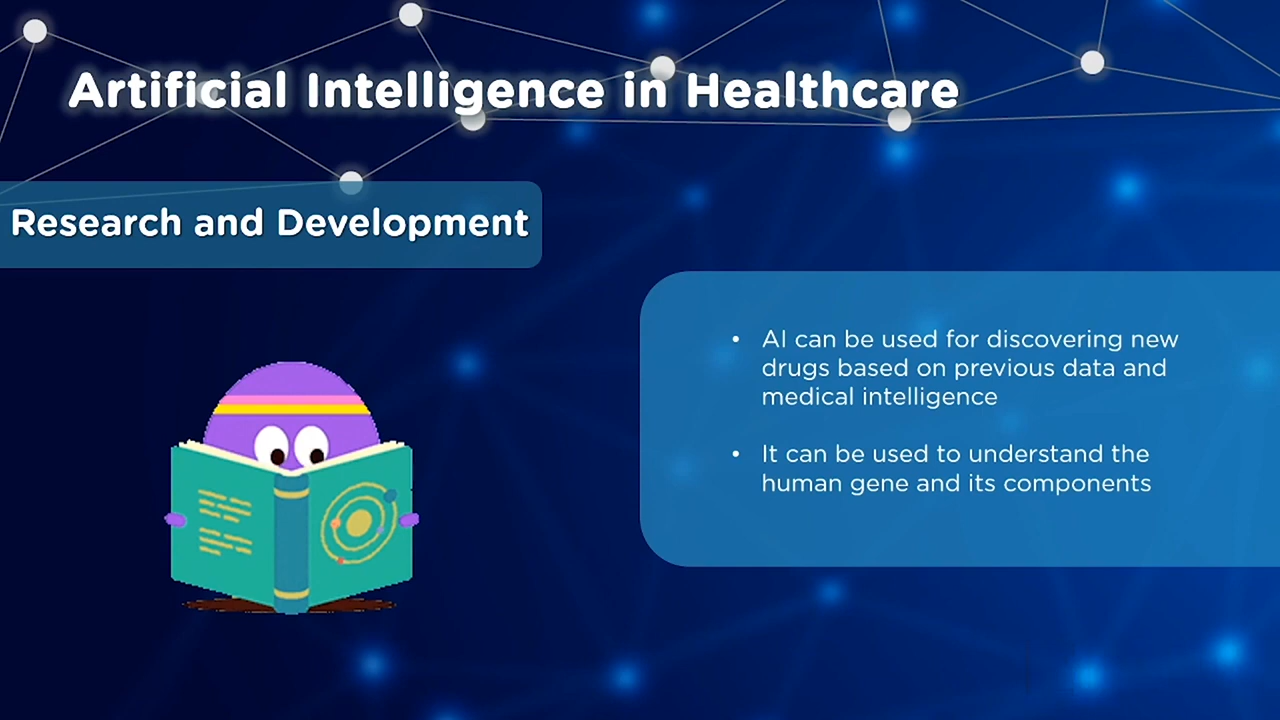 Artificial Intelligence in Healthcare
Research and Development
• AI can be used for discovering new
drugs based on previous data and
medical intelligence
• It can be used to understand the
human gene and its components